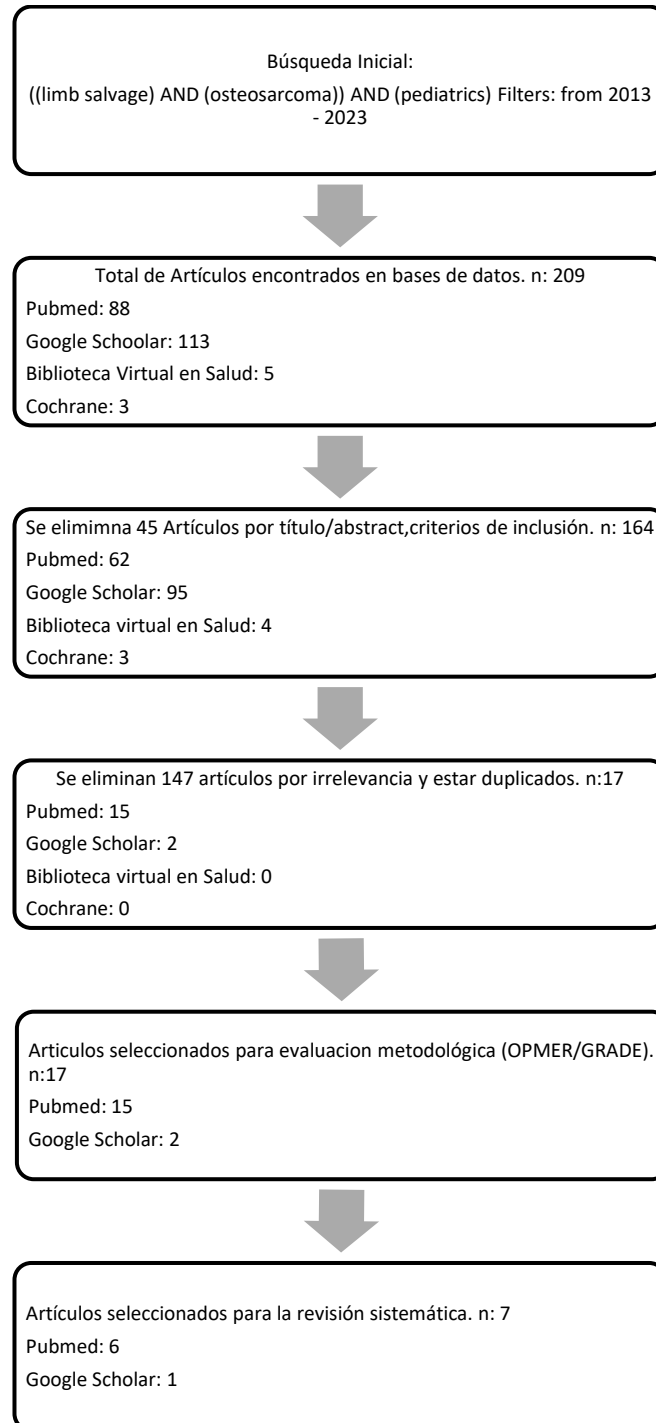 Búsqueda Inicial:
((limb salvage) AND (osteosarcoma)) AND (pediatrics) Filters: from 2013
- 2023
Total de Artículos encontrados en bases de datos. n: 209
Pubmed: 88
Google Schoolar: 113
Biblioteca Virtual en Salud: 5
Cochrane: 3
Se elimimna 45 Artículos por título/abstract,criterios de inclusión. n: 164
Pubmed: 62
Google Scholar: 95
Biblioteca virtual en Salud: 4
Cochrane: 3
Se eliminan 147 artículos por irrelevancia y estar duplicados. n:17
Pubmed: 15
Google Scholar: 2
Biblioteca virtual en Salud: 0
Cochrane: 0
Articulos seleccionados para evaluacion metodológica (OPMER/GRADE).
n:17
Pubmed: 15
Google Scholar: 2
Artículos seleccionados para la revisión sistemática. n: 7
Pubmed: 6
Google Scholar: 1